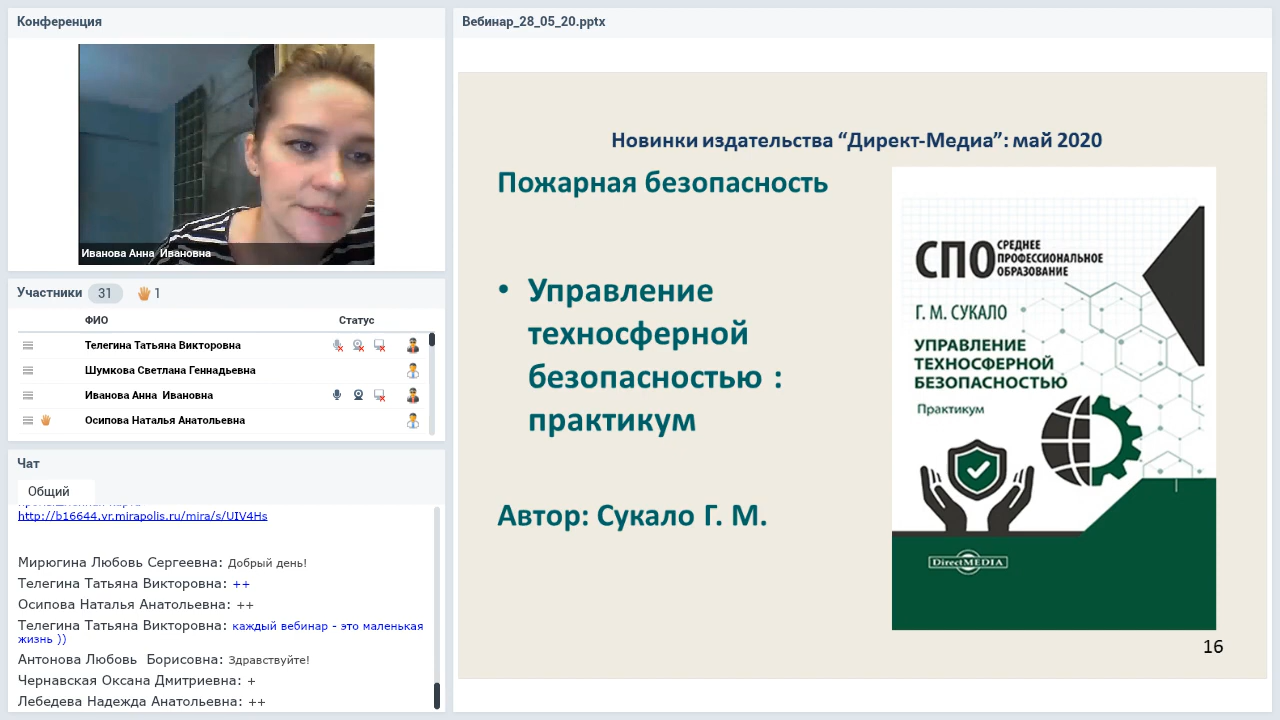 Конференция
Иванова Анна  Ивановна
Участники 31 1
ФИО Статус
Телегина Татьяна Викторовна
Шумкова Светлана Геннадьевна
Иванова Анна  Ивановна
Осипова Наталья Анатольевна
Чат
Общий
http://b16644.vr.mirapolis.ru/mira/s/UIV4Hs
Мирюгина Любовь Сергеевна: Добрый день!
Телегина Татьяна Викторовна: ++
Осипова Наталья Анатольевна: ++
Телегина Татьяна Викторовна: каждый вебинар - это маленькая
жизнь ))
Антонова Любовь  Борисовна: Здравствуйте!
Чернавская Оксана Дмитриевна: +
Лебедева Надежда Анатольевна: ++
Вебинар_28_05_20.pptx
Новинки издательства “Директ-Медиа”: май 2020
Пожарная безопасность
• Управление
техносферной
безопасностью :
практикум
Автор: Сукало Г. М.
СПО СРЕДНЕЕ
ПРОФЕССИОНАЛЬНОЕ
ОБРАЗОВАНИЕ
Г. М. СУКАЛО
УПРАВЛЕНИЕ
ТЕХНОСФЕРНОЙ
БЕЗОПАСНОСТЬЮ
Практикум
DirectMEDIA
16